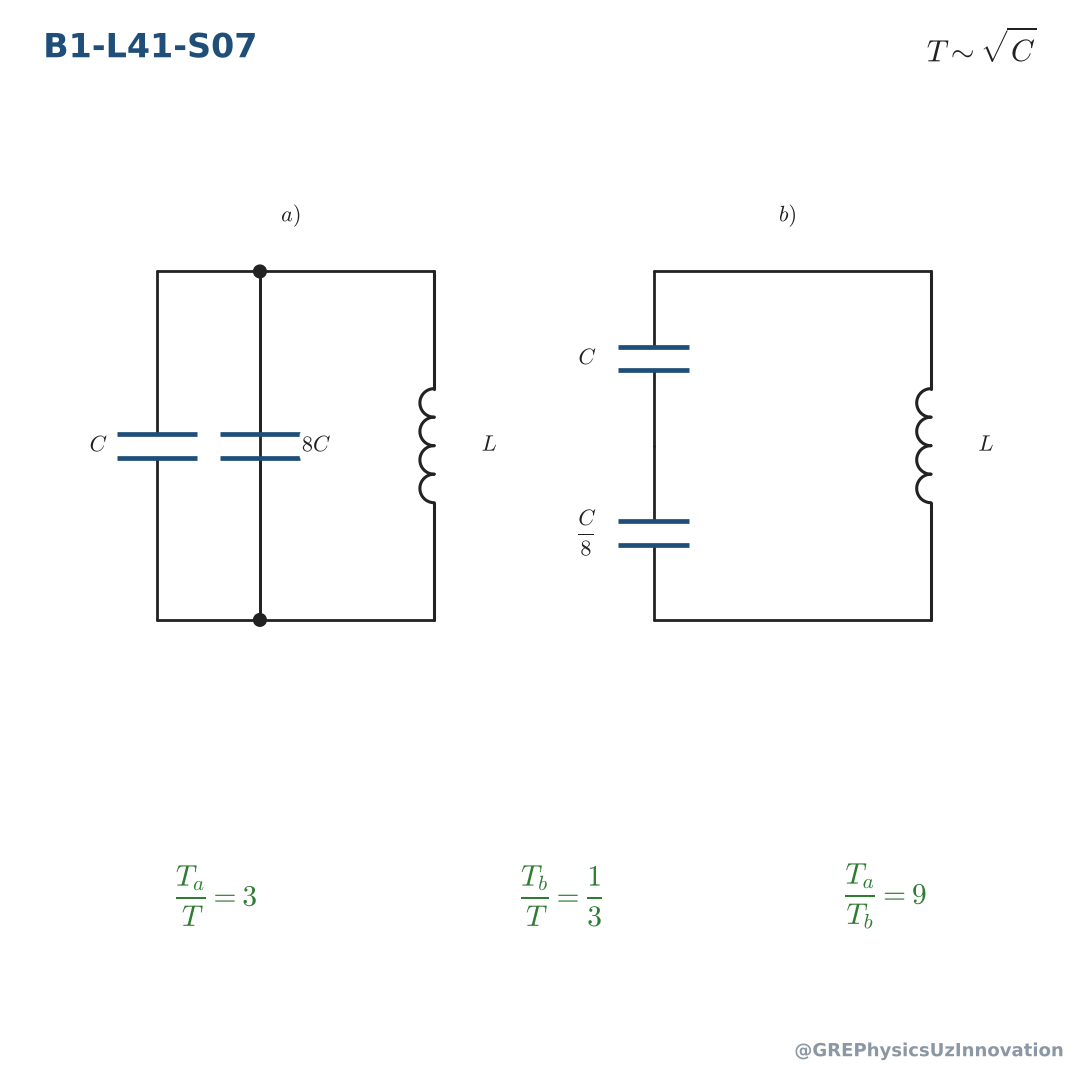 B1-L41-S07
T ~ √C
a)
b)
C
8C
L
C
C/8
L
T_a/T = 3
T_b/T = 1/3
T_a/T_b = 9
@GREPhysicsUzInnovation